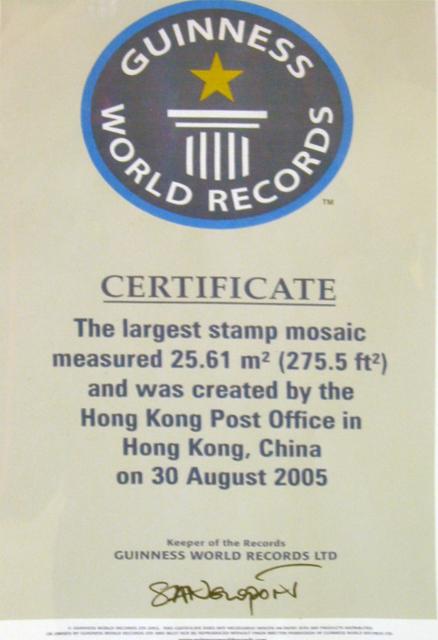 GUINNESS
WORLD RECORDS
TM
CERTIFICATE
The largest stamp mosaic
measured 25.61 m² (275.5 ft²)
and was created by the
Hong Kong Post Office in
Hong Kong, China
on 30 August 2005
Keeper of the Records
GUINNESS WORLD RECORDS LTD